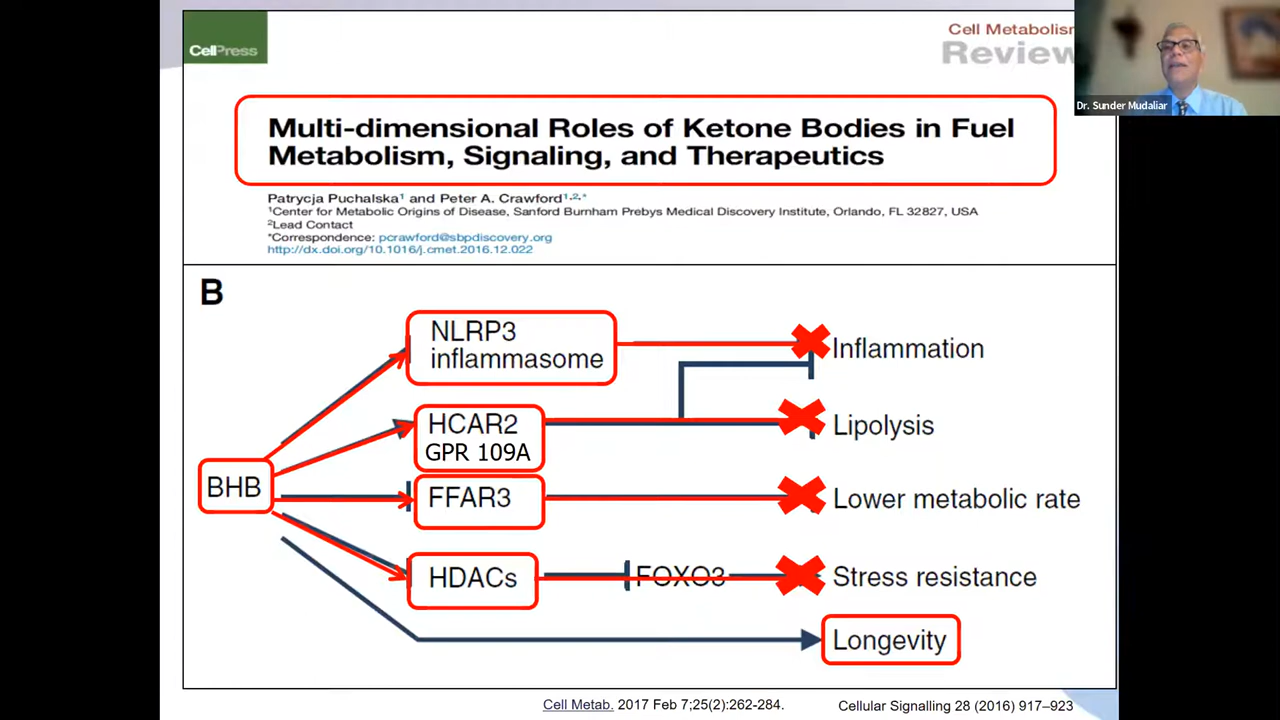 CellPress
Cell Metabolism
Review
Dr. Sunder Mudaliar
Multi-dimensional Roles of Ketone Bodies in Fuel
Metabolism, Signaling, and Therapeutics
Patrycja Puchalska¹ and Peter A. Crawford¹,²,*
¹Center for Metabolic Origins of Disease, Sanford Burnham Prebys Medical Discovery Institute, Orlando, FL 32827, USA
²Lead Contact
*Correspondence: pcrawford@sbpdiscovery.org
http://dx.doi.org/10.1016/j.cmet.2016.12.022
B
NLRP3
inflammasome
Inflammation
HCAR2
GPR 109A
Lipolysis
BHB
FFAR3
Lower metabolic rate
HDACs
FOXO3
Stress resistance
Longevity
Cell Metab. 2017 Feb 7;25(2):262-284.
Cellular Signalling 28 (2016) 917–923